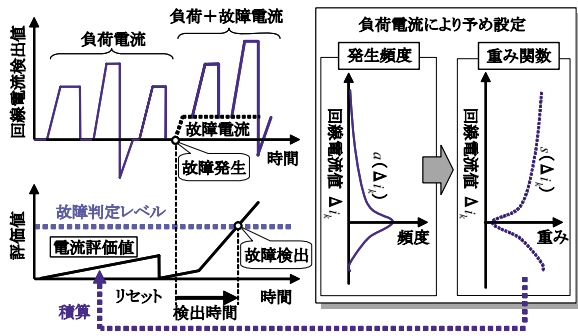 負荷電流
負荷＋故障電流
回線電流検出値
故障電流
時間
故障発生
故障判定レベル
評価値
電流評価値
故障検出
積算
リセット
検出時間
時間
負荷電流により予め設定
発生頻度
重み関数
回線電流値 Δi_k
a(Δi_k)
頻度
回線電流値 Δi_k
s(Δi_k)
重み